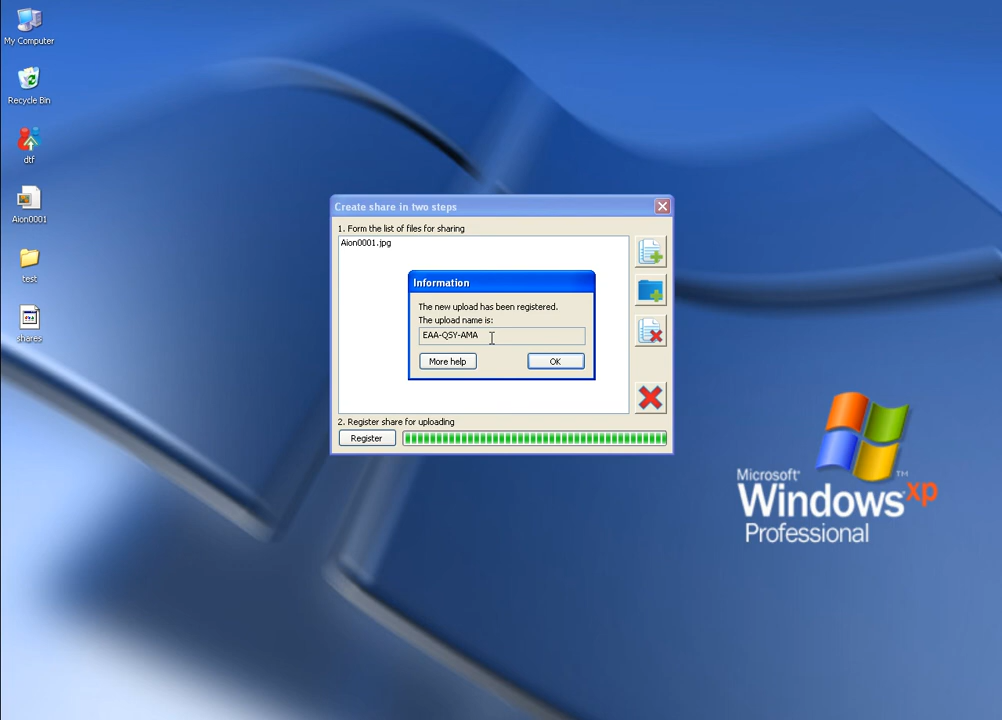 My Computer
Recycle Bin
dtf
Aion0001
test
shares
Create share in two steps
1. Form the list of files for sharing
Aion0001.jpg
Information
The new upload has been registered.
The upload name is:
EAA-QSY-AMA
More help
OK
2. Register share for uploading
Register
Microsoft®
Windows xp
Professional
TM